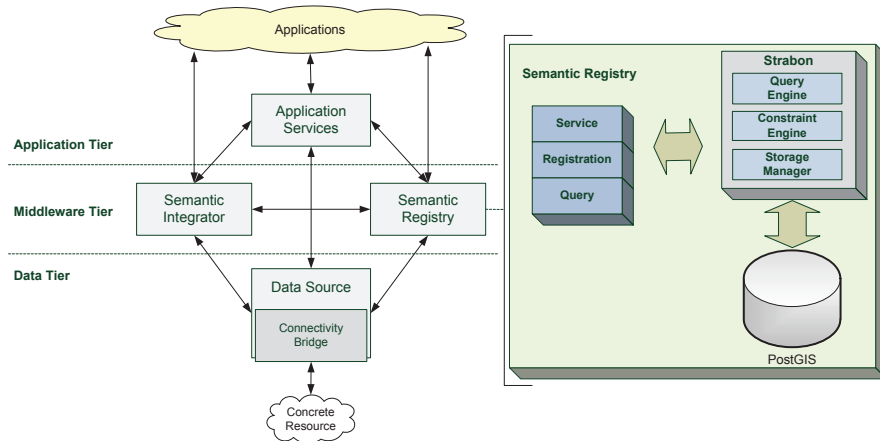 Applications
Application
Services
Application Tier
Semantic
Integrator
Semantic
Registry
Middleware Tier
Data Tier
Data Source
Connectivity
Bridge
Concrete
Resource
Semantic Registry
Service
Registration
Query
Strabon
Query
Engine
Constraint
Engine
Storage
Manager
PostGIS